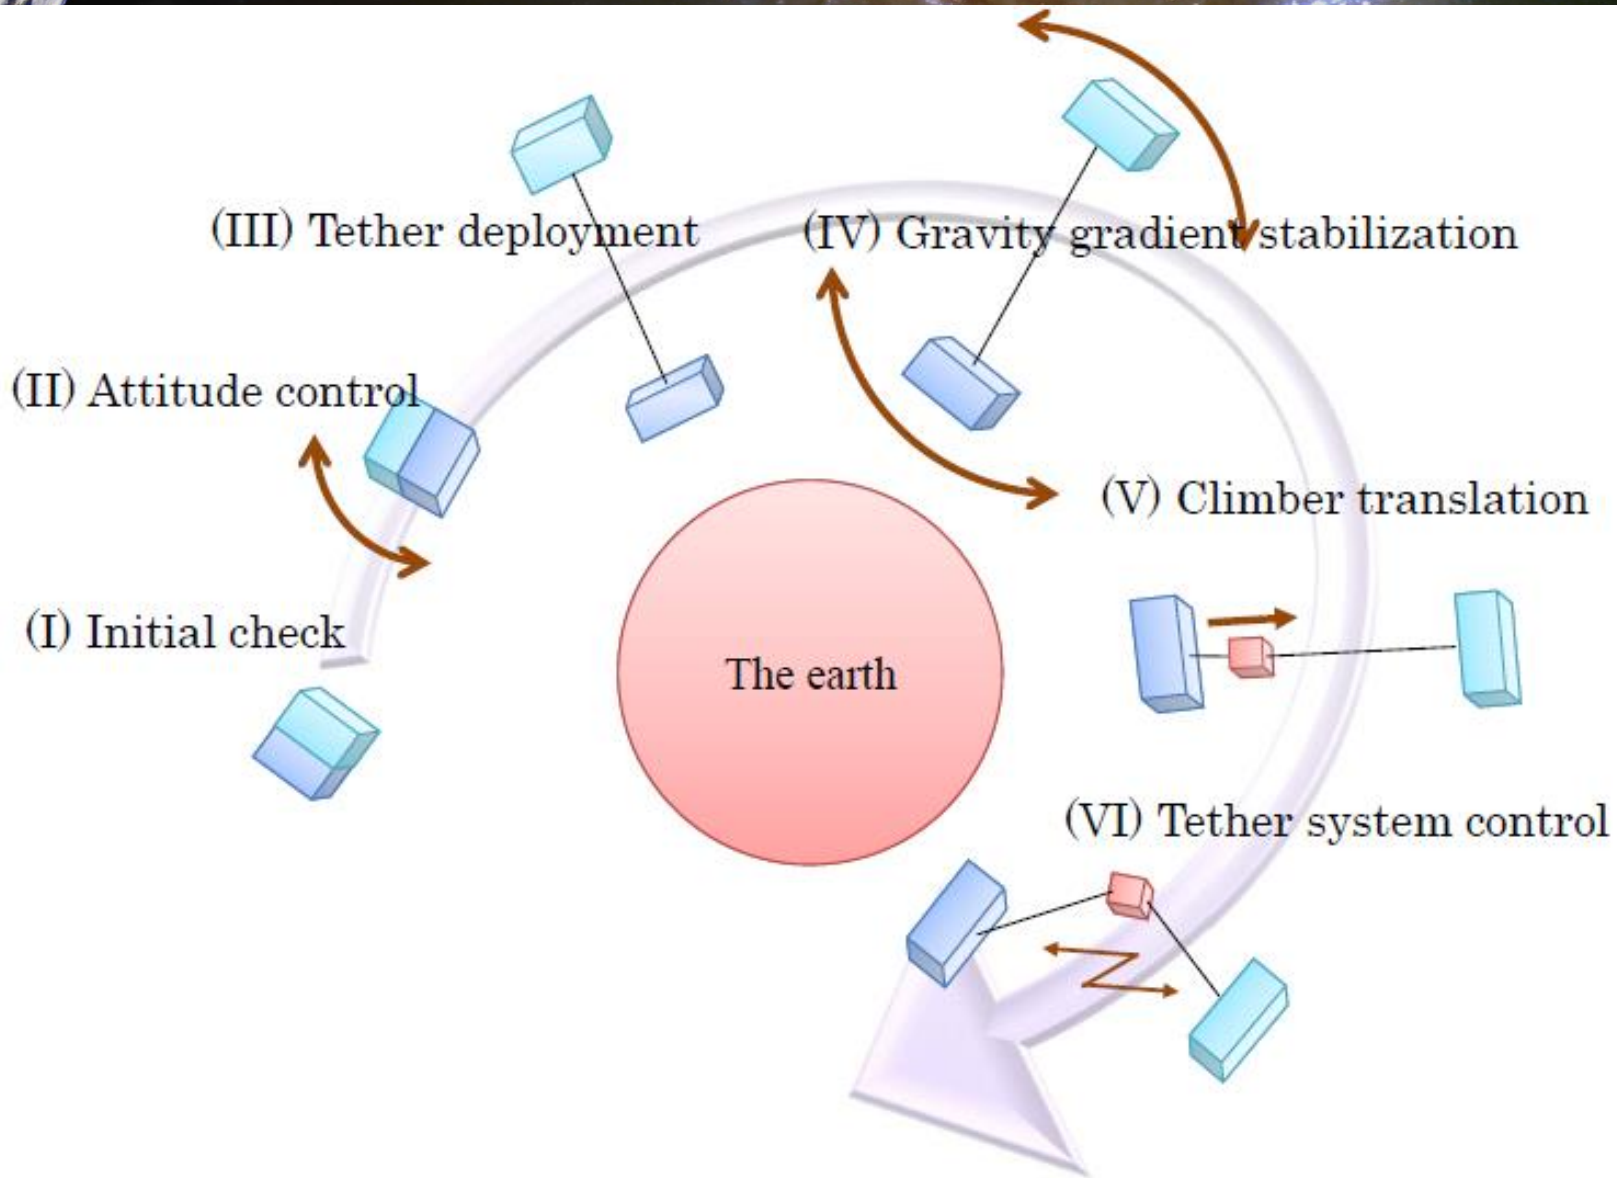 (III) Tether deployment
(IV) Gravity gradient stabilization
(II) Attitude control
(V) Climber translation
(I) Initial check
The earth
(VI) Tether system control